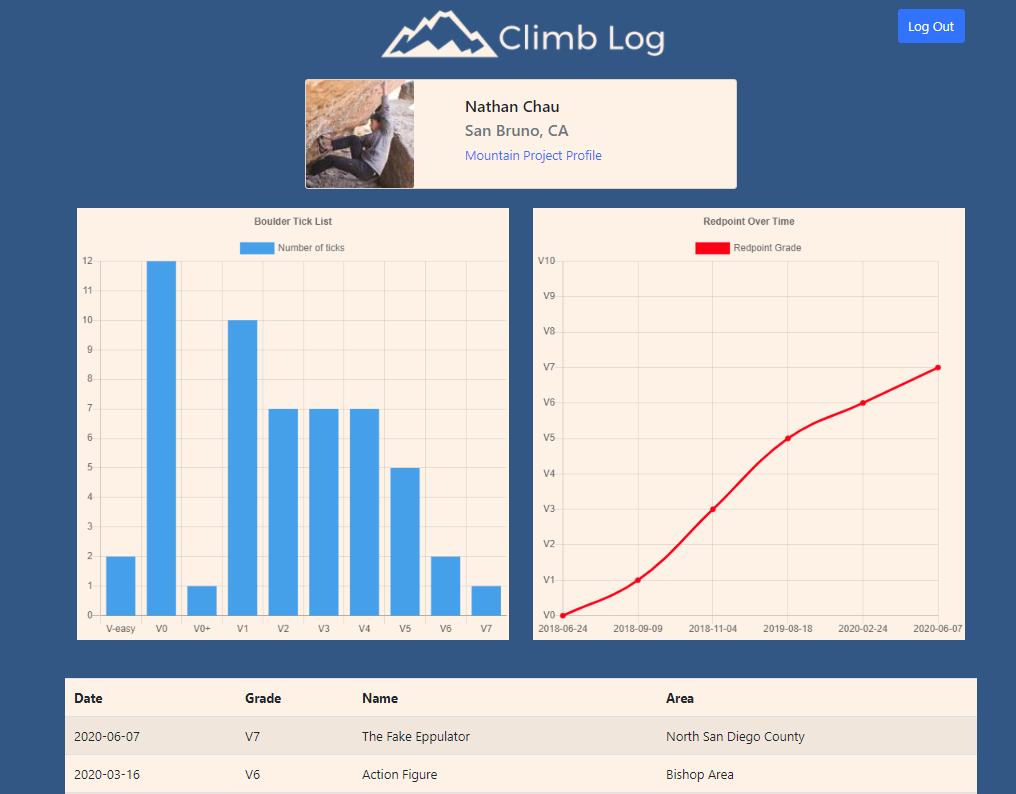 Climb Log
Log Out
Nathan Chau
San Bruno, CA
Mountain Project Profile
Boulder Tick List
Number of ticks
12
11
10
9
8
7
6
5
4
3
2
1
0
V-easy V0 V0+ V1 V2 V3 V4 V5 V6 V7
Redpoint Over Time
Redpoint Grade
V10
V9
V8
V7
V6
V5
V4
V3
V2
V1
V0
2018-06-24 2018-09-09 2018-11-04 2019-08-18 2020-02-24 2020-06-07
Date Grade Name Area
2020-06-07 V7 The Fake Eppulator North San Diego County
2020-03-16 V6 Action Figure Bishop Area